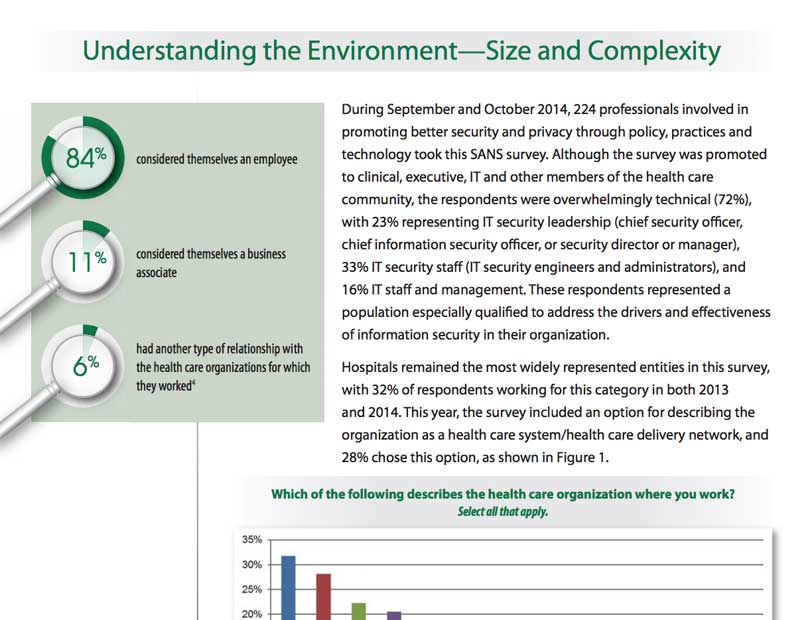 Understanding the Environment—Size and Complexity
84%
considered themselves an employee
11%
considered themselves a business
associate
6%
had another type of relationship with
the health care organizations for which
they worked4
During September and October 2014, 224 professionals involved in
promoting better security and privacy through policy, practices and
technology took this SANS survey. Although the survey was promoted
to clinical, executive, IT and other members of the health care
community, the respondents were overwhelmingly technical (72%),
with 23% representing IT security leadership (chief security officer,
chief information security officer, or security director or manager),
33% IT security staff (IT security engineers and administrators), and
16% IT staff and management. These respondents represented a
population especially qualified to address the drivers and effectiveness
of information security in their organization.
Hospitals remained the most widely represented entities in this survey,
with 32% of respondents working for this category in both 2013
and 2014. This year, the survey included an option for describing the
organization as a health care system/health care delivery network, and
28% chose this option, as shown in Figure 1.
Which of the following describes the health care organization where you work?
Select all that apply.
35%
30%
25%
20%